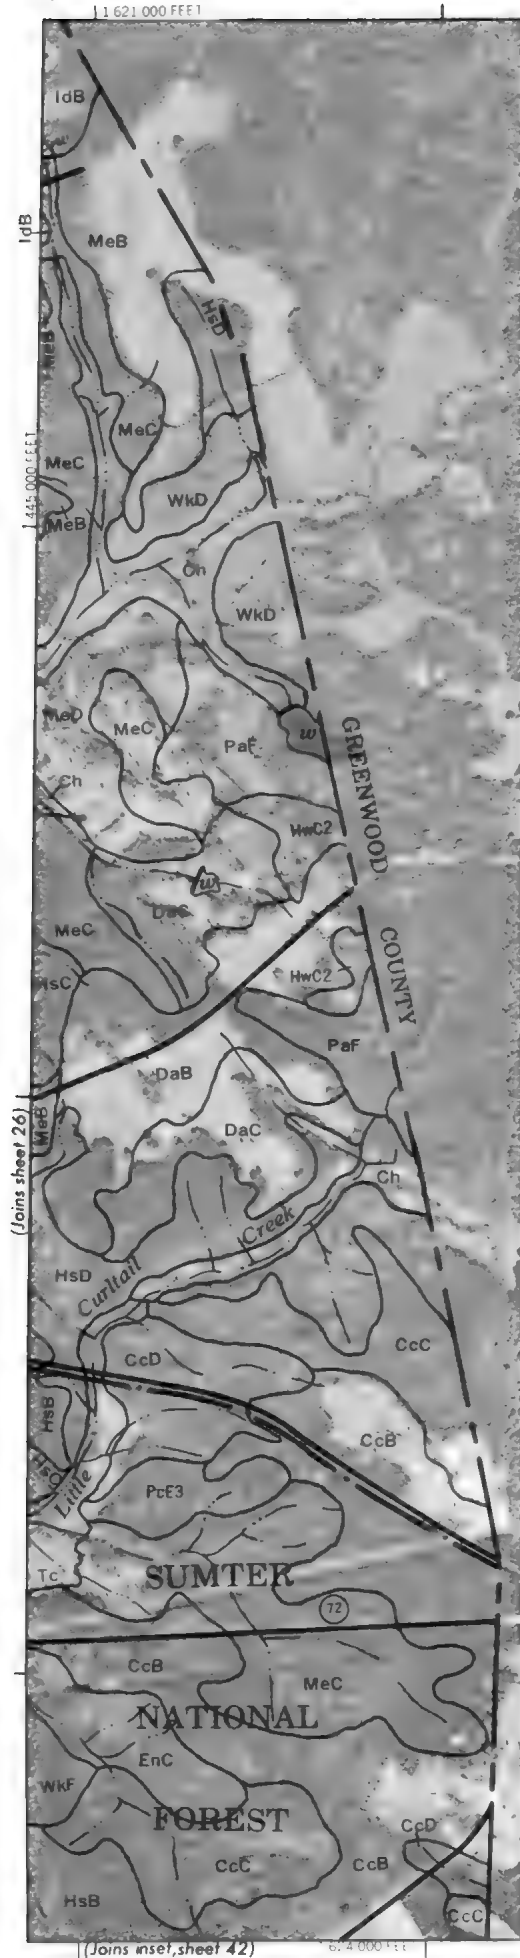 1 621 000 FEET
IdB
IdB
MeB
HsD
MeB
MeC
MeC
445 000 FEET
WkD
MeB
Ch
WkD
MeD
MeC
PaF
w
GREENWOOD
Ch
HwC2
w
DaC
MeC
COUNTY
HwC2
HsC
PaF
DaB
MeB
DaC
(Joins sheet 26)
Ch
Creek
HsD
Curltail
CcC
CcD
HsB
CcB
Little
PcE3
Tc
SUMTER
72
CcB
MeC
NATIONAL
EnC
WkF
FOREST
CcD
CcC
CcB
HsB
CcC
(Joins inset, sheet 42)